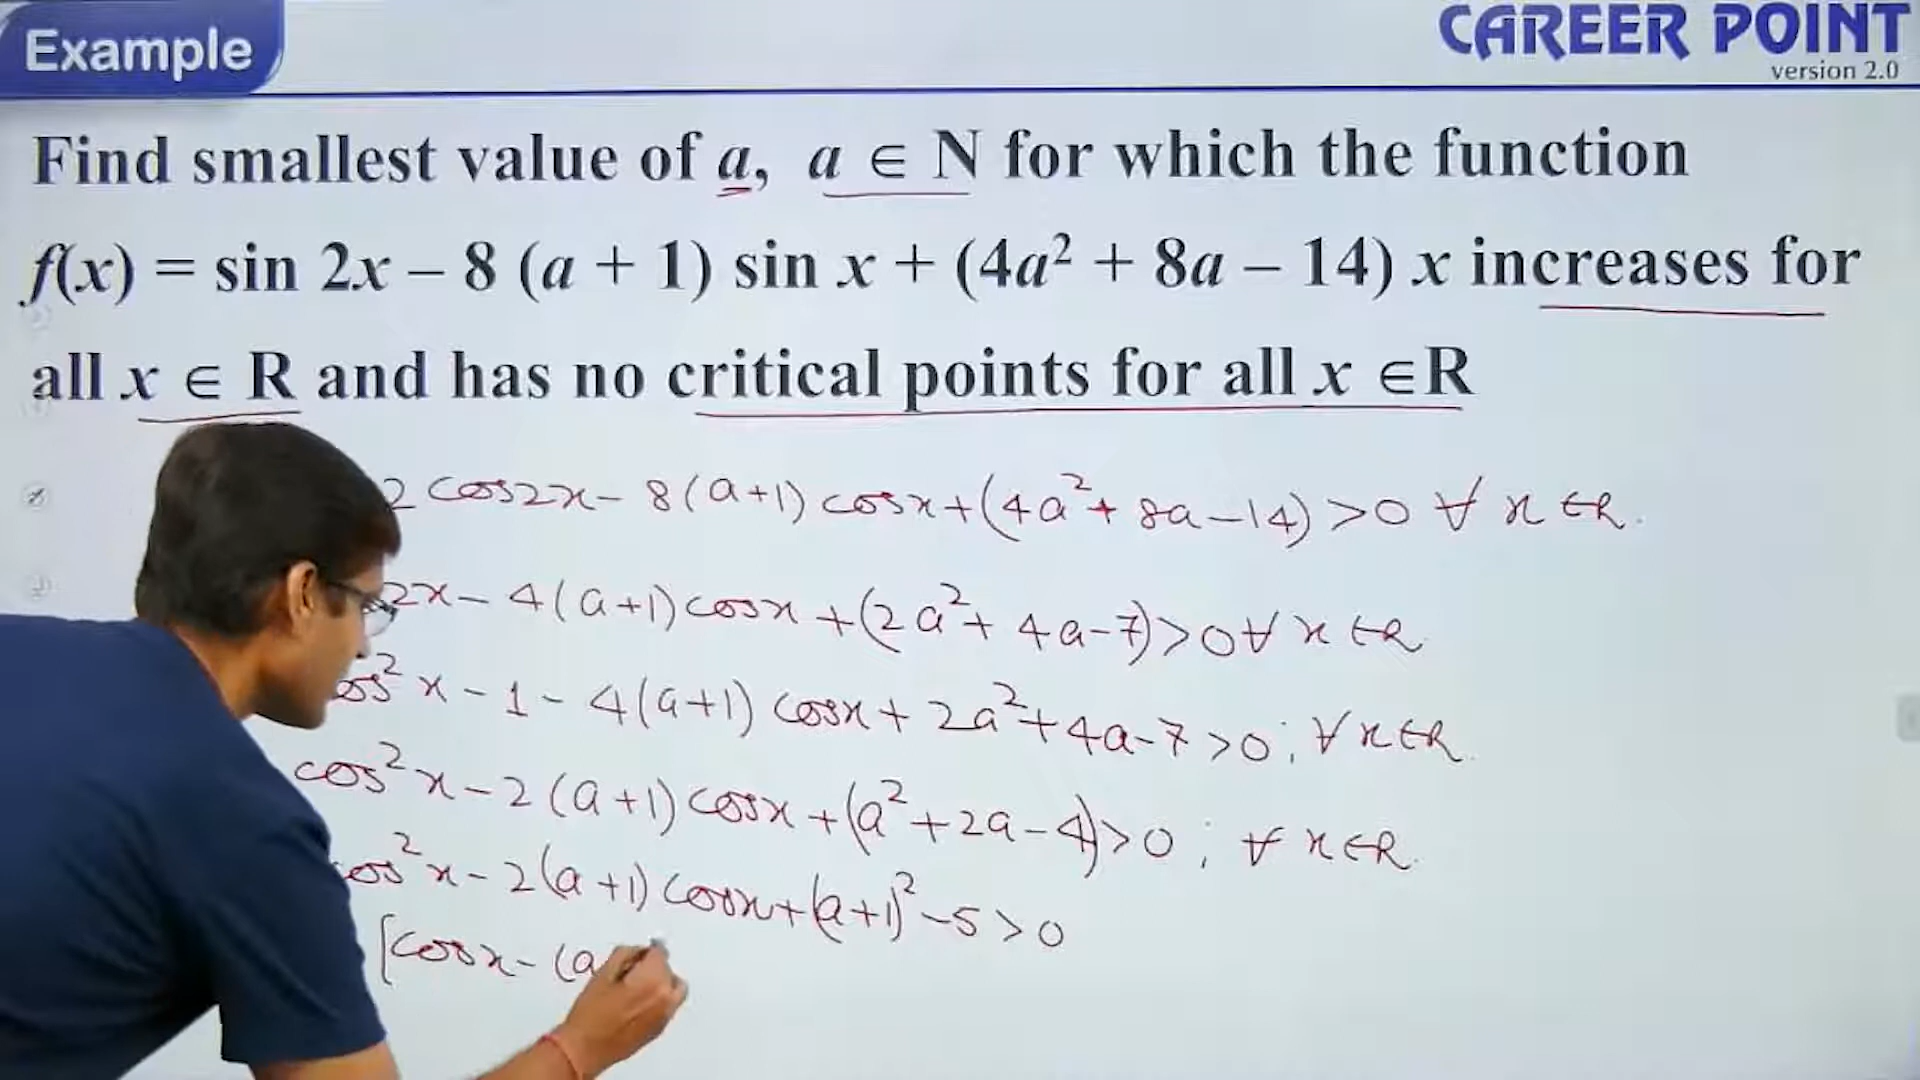 Example
CAREER POINT
version 2.0
Find smallest value of a, a ∈ N for which the function
f(x) = sin 2x – 8 (a + 1) sin x + (4a² + 8a – 14) x increases for
all x ∈ R and has no critical points for all x ∈R
2 cos2x - 8(a+1) cosx + (4a² + 8a - 14) > 0 ∀ x ∈ R.
2x - 4(a+1) cosx + (2a² + 4a - 7) > 0 ∀ x ∈ R.
os² x - 1 - 4(a+1) cosx + 2a² + 4a - 7 > 0 ; ∀ x ∈ R.
cos² x - 2(a+1) cosx + (a² + 2a - 4) > 0 ; ∀ x ∈ R.
cos² x - 2(a+1) cosx + (a+1)² - 5 > 0
[cosx - (a